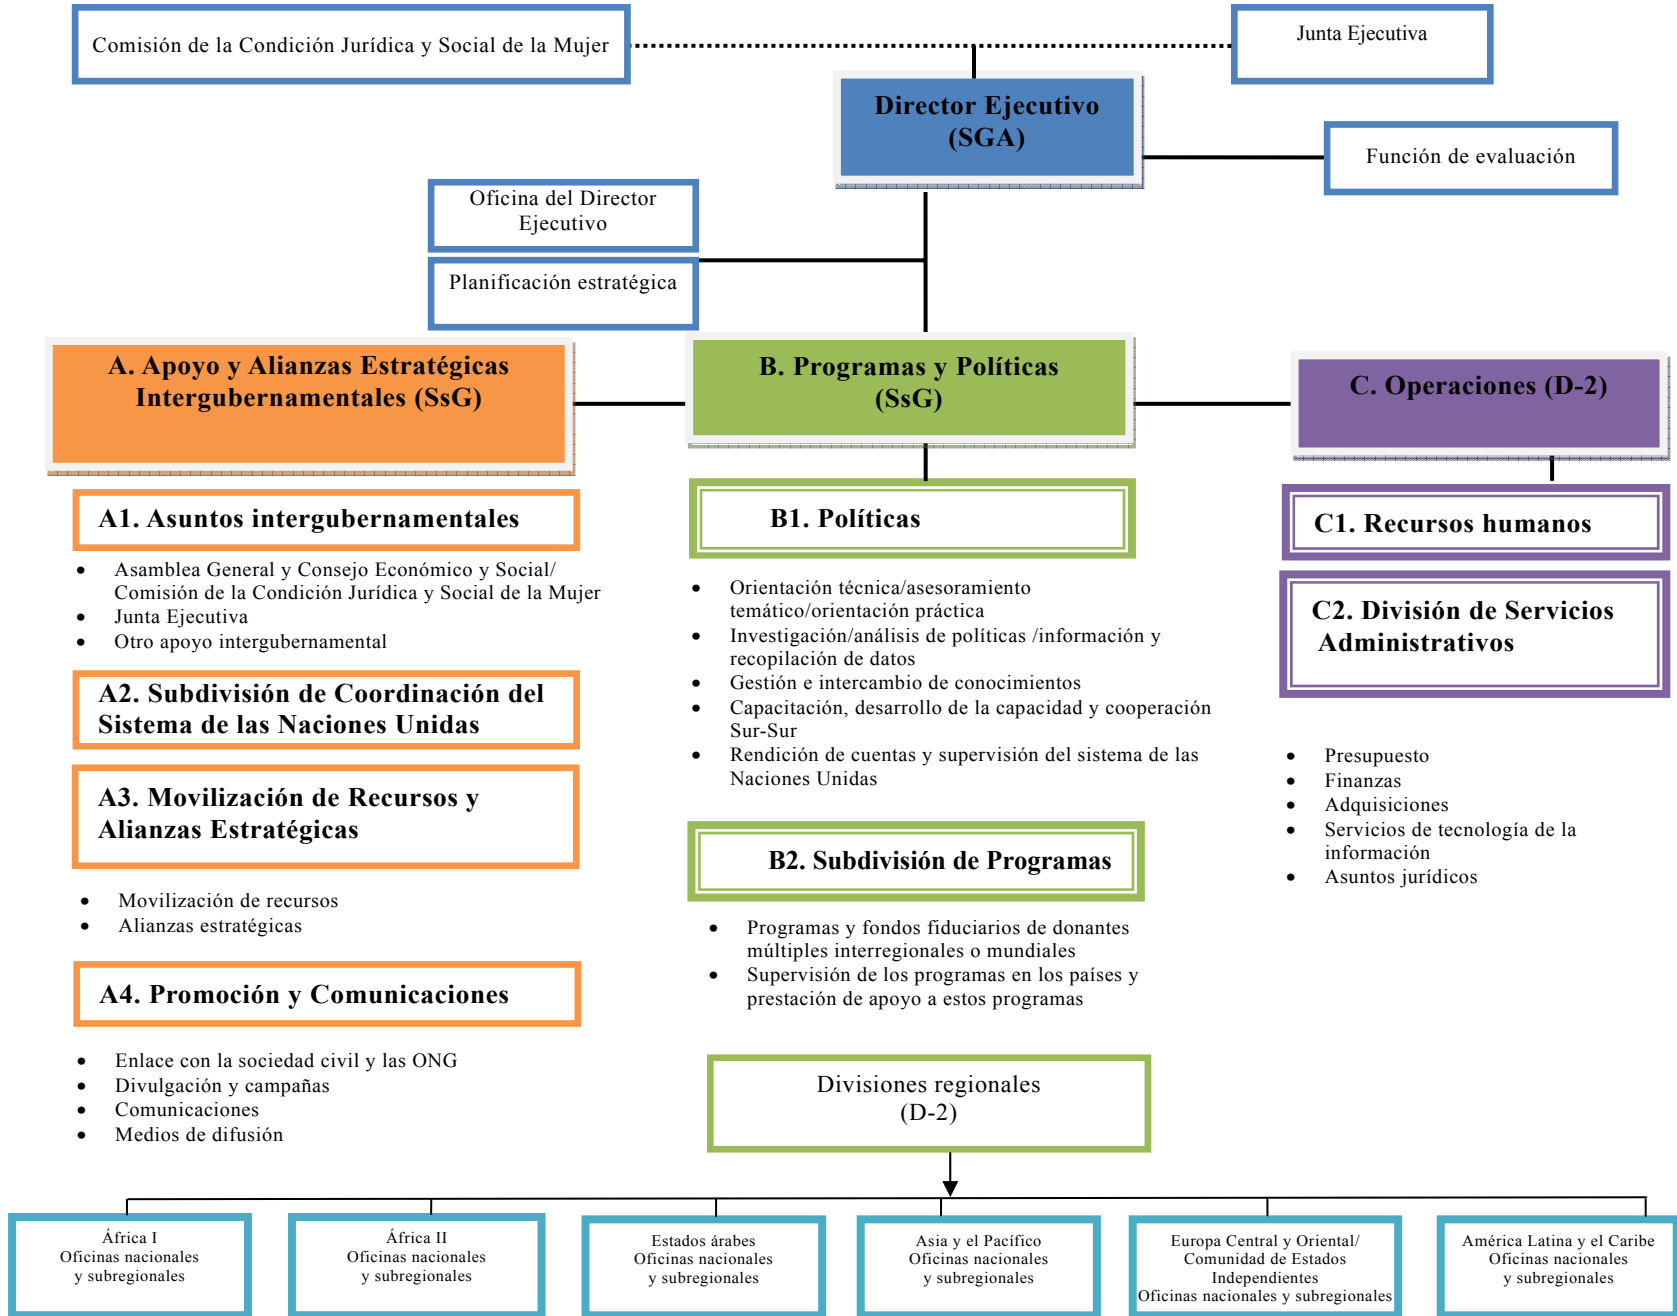 Comisión de la Condición Jurídica y Social de la Mujer
Junta Ejecutiva
Director Ejecutivo
(SGA)
Función de evaluación
Oficina del Director
Ejecutivo
Planificación estratégica
A. Apoyo y Alianzas Estratégicas
Intergubernamentales (SsG)
B. Programas y Políticas
(SsG)
C. Operaciones (D-2)
A1. Asuntos intergubernamentales
• Asamblea General y Consejo Económico y Social/
Comisión de la Condición Jurídica y Social de la Mujer
• Junta Ejecutiva
• Otro apoyo intergubernamental
A2. Subdivisión de Coordinación del
Sistema de las Naciones Unidas
A3. Movilización de Recursos y
Alianzas Estratégicas
• Movilización de recursos
• Alianzas estratégicas
A4. Promoción y Comunicaciones
• Enlace con la sociedad civil y las ONG
• Divulgación y campañas
• Comunicaciones
• Medios de difusión
B1. Políticas
• Orientación técnica/asesoramiento
temático/orientación práctica
• Investigación/análisis de políticas /información y
recopilación de datos
• Gestión e intercambio de conocimientos
• Capacitación, desarrollo de la capacidad y cooperación
Sur-Sur
• Rendición de cuentas y supervisión del sistema de las
Naciones Unidas
B2. Subdivisión de Programas
• Programas y fondos fiduciarios de donantes
múltiples interregionales o mundiales
• Supervisión de los programas en los países y
prestación de apoyo a estos programas
C1. Recursos humanos
C2. División de Servicios
Administrativos
• Presupuesto
• Finanzas
• Adquisiciones
• Servicios de tecnología de la
información
• Asuntos jurídicos
Divisiones regionales
(D-2)
África I
Oficinas nacionales
y subregionales
África II
Oficinas nacionales
y subregionales
Estados árabes
Oficinas nacionales
y subregionales
Asia y el Pacífico
Oficinas nacionales
y subregionales
Europa Central y Oriental/
Comunidad de Estados
Independientes
Oficinas nacionales y subregionales
América Latina y el Caribe
Oficinas nacionales
y subregionales